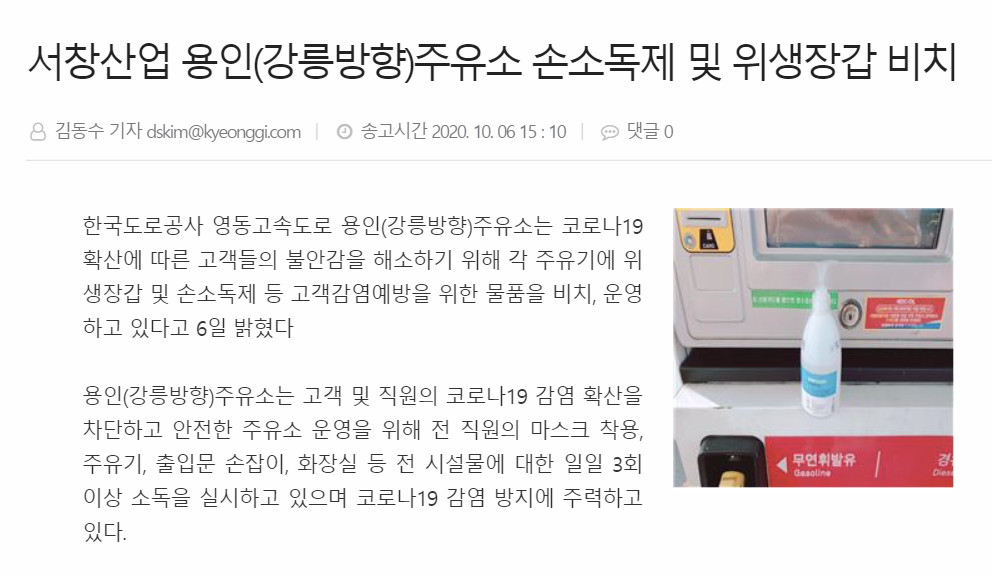 서창산업 용인(강릉방향)주유소 손소독제 및 위생장갑 비치
김동수 기자 dskim@kyeonggi.com
송고시간 2020. 10. 06 15 : 10
댓글 0
한국도로공사 영동고속도로 용인(강릉방향)주유소는 코로나19
확산에 따른 고객들의 불안감을 해소하기 위해 각 주유기에 위
생장갑 및 손소독제 등 고객감염예방을 위한 물품을 비치, 운영
하고 있다고 6일 밝혔다
용인(강릉방향)주유소는 고객 및 직원의 코로나19 감염 확산을
차단하고 안전한 주유소 운영을 위해 전 직원의 마스크 착용,
주유기, 출입문 손잡이, 화장실 등 전 시설물에 대한 일일 3회
이상 소독을 실시하고 있으며 코로나19 감염 방지에 주력하고
있다.
CARD
무연휘발유
Gasoline